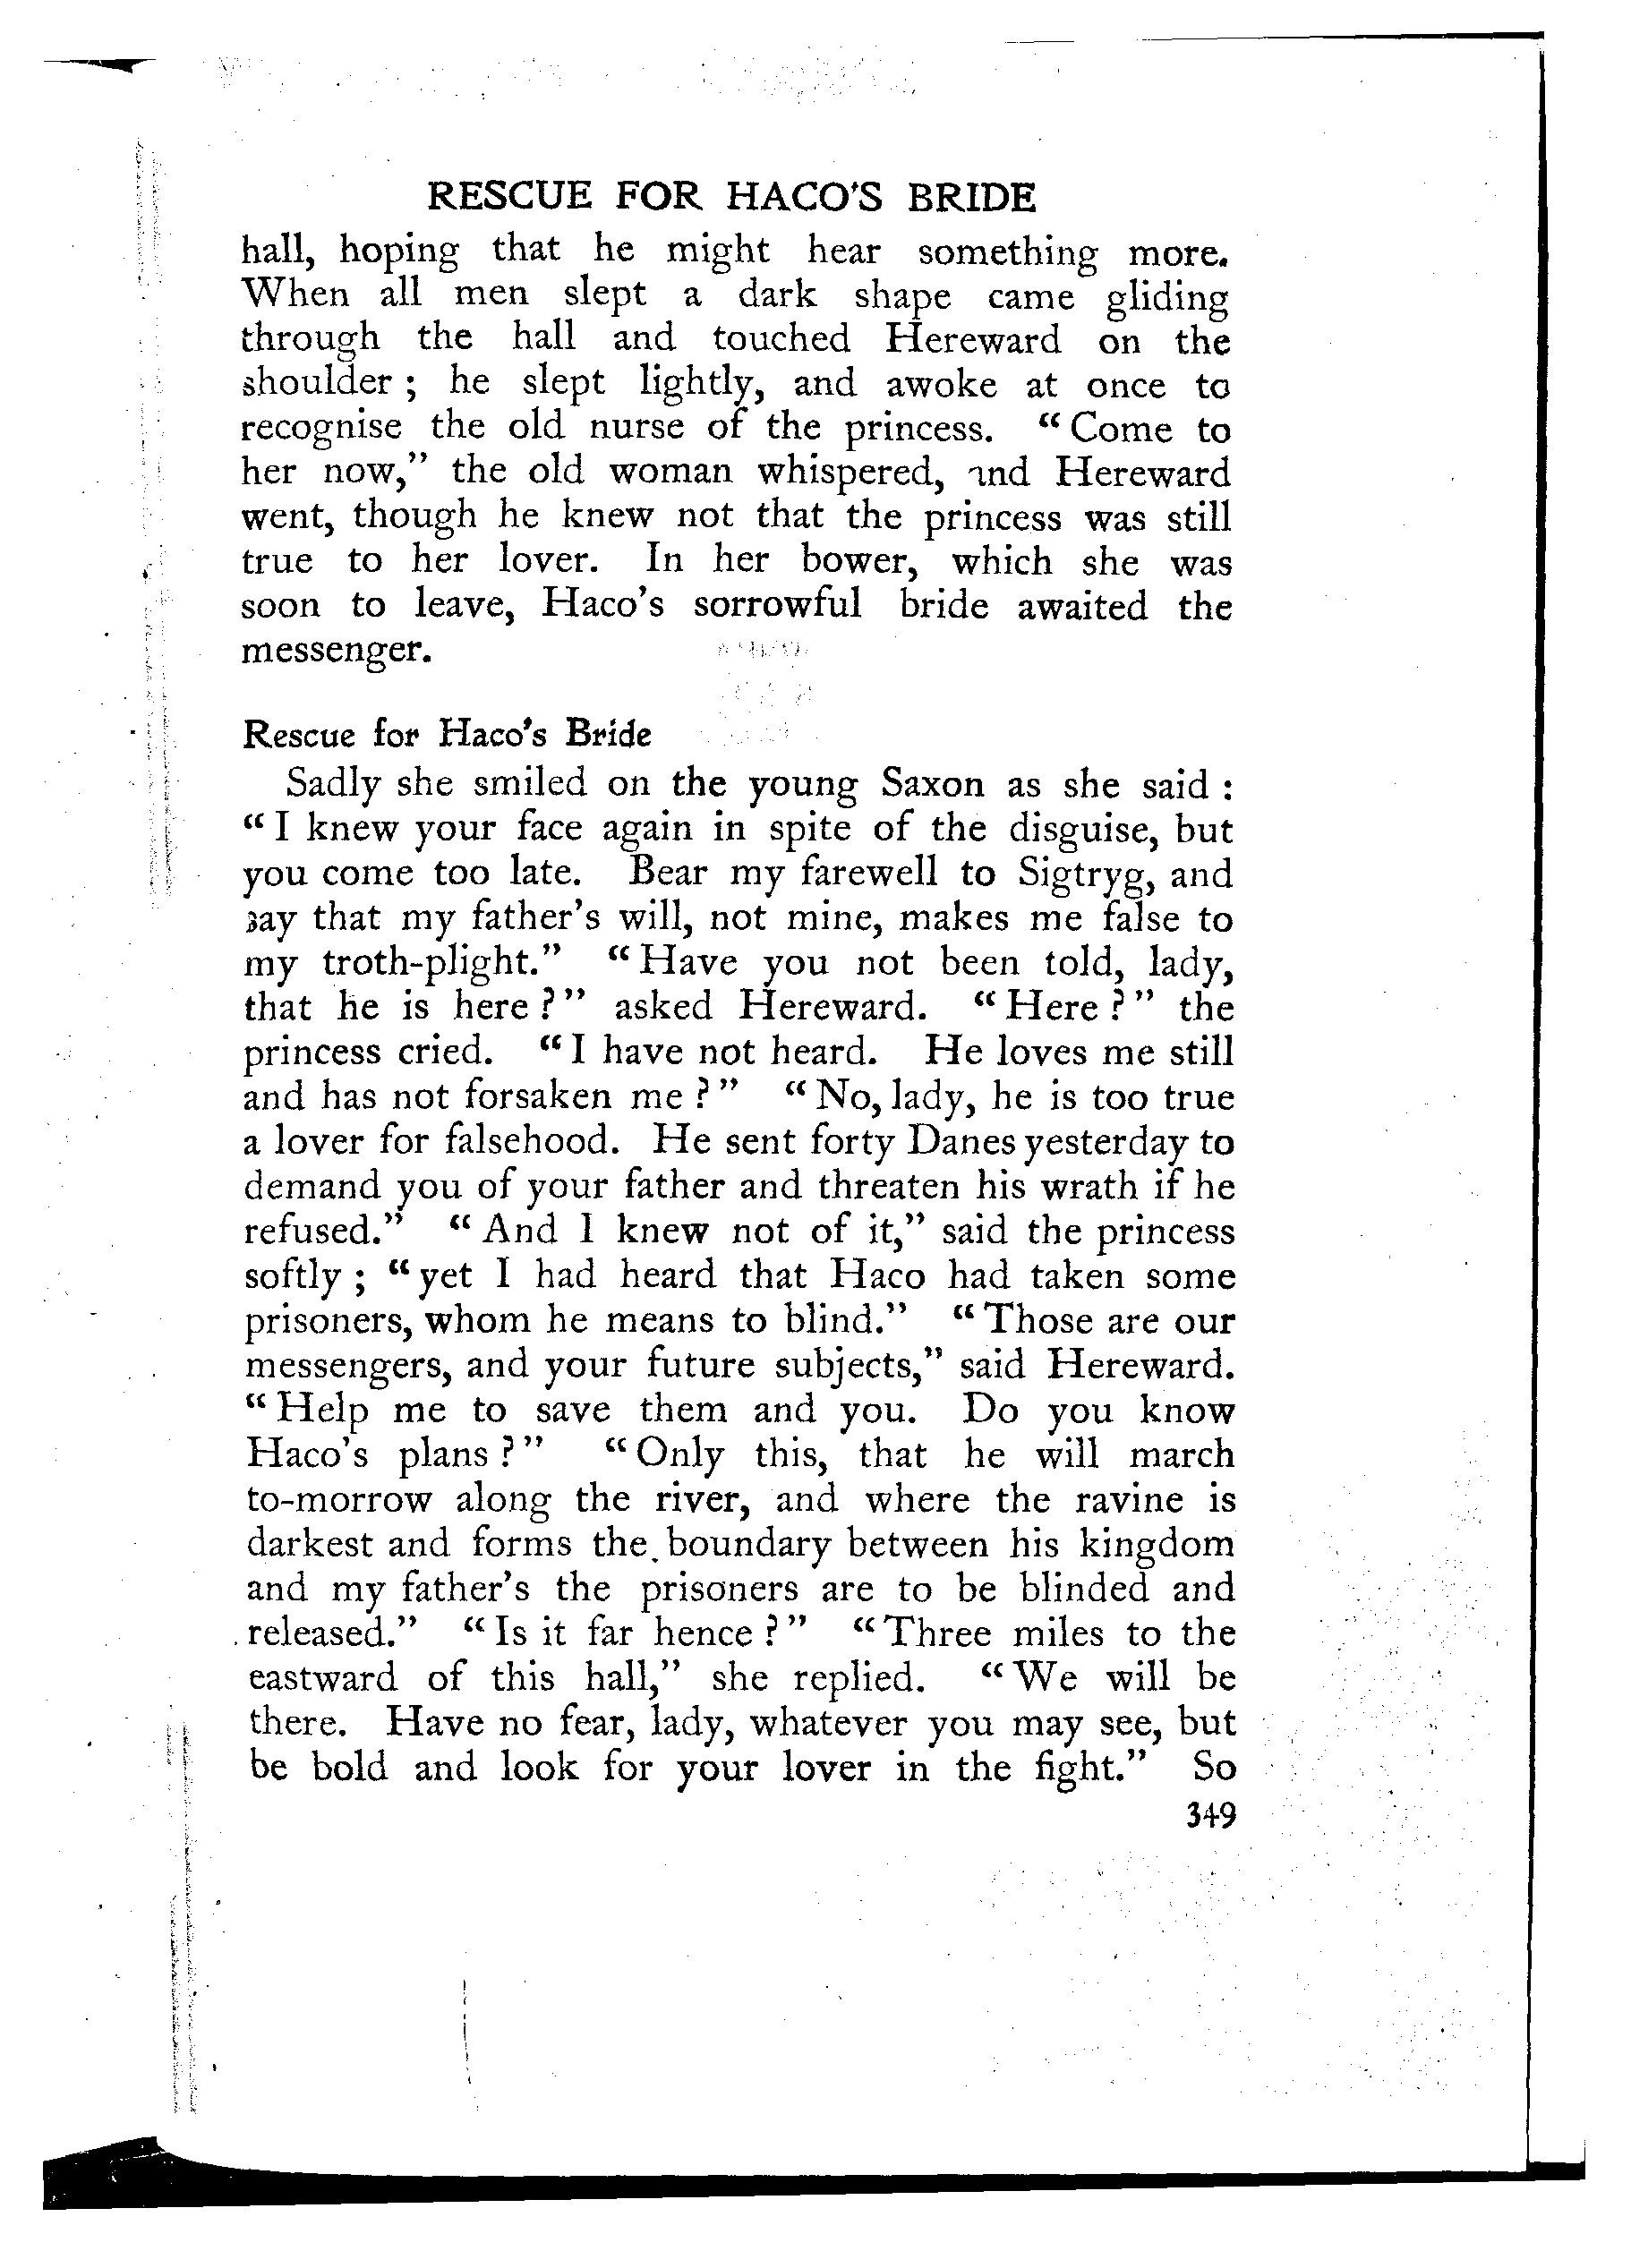 RESCUE FOR HACO'S BRIDE
hall, hoping that he might hear something more.
When all men slept a dark shape came gliding
through the hall and touched Hereward on the
shoulder ; he slept lightly, and awoke at once to
recognise the old nurse of the princess. “ Come to
her now,” the old woman whispered, and Hereward
went, though he knew not that the princess was still
true to her lover. In her bower, which she was
soon to leave, Haco’s sorrowful bride awaited the
messenger.
Rescue for Haco’s Bride
Sadly she smiled on the young Saxon as she said :
“ I knew your face again in spite of the disguise, but
you come too late. Bear my farewell to Sigtryg, and
say that my father’s will, not mine, makes me false to
my troth-plight.” “ Have you not been told, lady,
that he is here ? ” asked Hereward. “ Here ? ” the
princess cried. “ I have not heard. He loves me still
and has not forsaken me ? ” “ No, lady, he is too true
a lover for falsehood. He sent forty Danes yesterday to
demand you of your father and threaten his wrath if he
refused.” “ And I knew not of it,” said the princess
softly ; “ yet I had heard that Haco had taken some
prisoners, whom he means to blind.” “ Those are our
messengers, and your future subjects,” said Hereward.
“ Help me to save them and you. Do you know
Haco’s plans ? ” “ Only this, that he will march
to-morrow along the river, and where the ravine is
darkest and forms the boundary between his kingdom
and my father’s the prisoners are to be blinded and
released.” “ Is it far hence ? ” “ Three miles to the
eastward of this hall,” she replied. “ We will be
there. Have no fear, lady, whatever you may see, but
be bold and look for your lover in the fight.” So
349